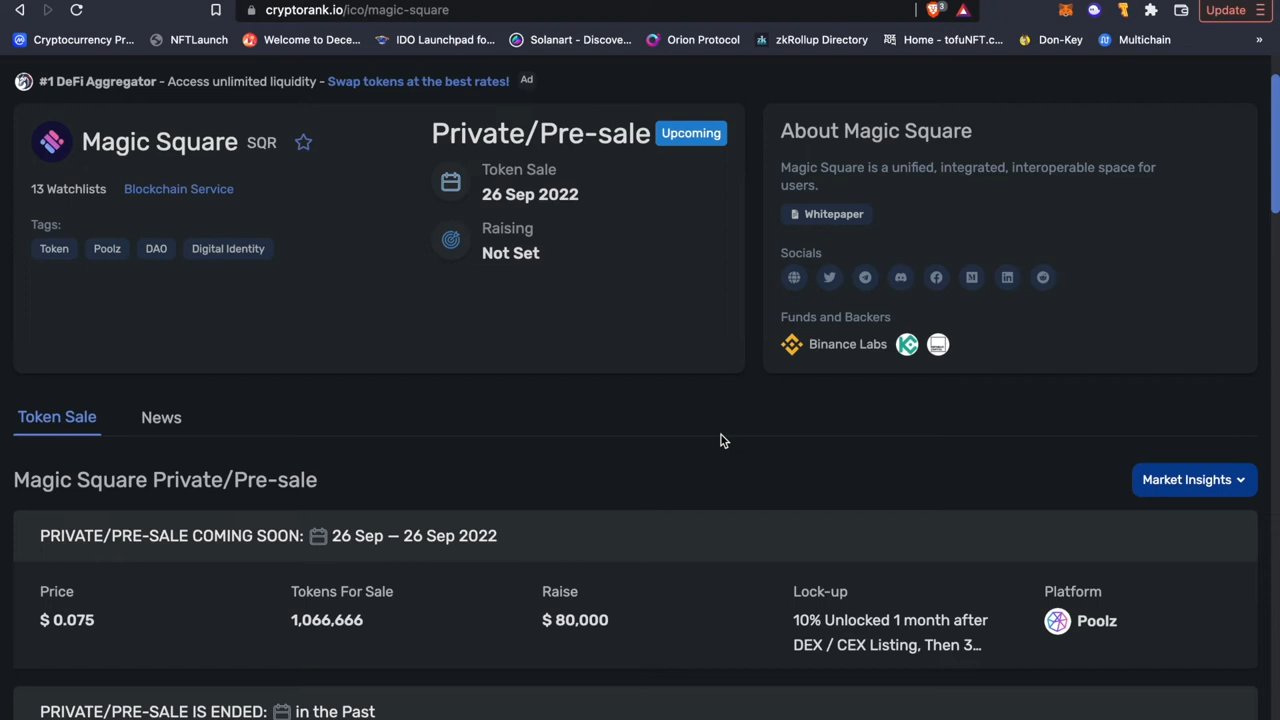 cryptorank.io/ico/magic-square
3
Update
Cryptocurrency Pr...
NFTLaunch
Welcome to Dece...
IDO Launchpad fo...
Solanart - Discove...
Orion Protocol
zkRollup Directory
Home - tofuNFT.c...
Don-Key
Multichain
»
#1 DeFi Aggregator - Access unlimited liquidity - Swap tokens at the best rates!
Ad
Magic Square SQR
13 Watchlists
Blockchain Service
Tags:
Token
Poolz
DAO
Digital Identity
Private/Pre-sale Upcoming
Token Sale
26 Sep 2022
Raising
Not Set
About Magic Square
Magic Square is a unified, integrated, interoperable space for
users.
Whitepaper
Socials
Funds and Backers
Binance Labs
Token Sale
News
Magic Square Private/Pre-sale
Market Insights
PRIVATE/PRE-SALE COMING SOON: 26 Sep – 26 Sep 2022
Price
$ 0.075
Tokens For Sale
1,066,666
Raise
$ 80,000
Lock-up
10% Unlocked 1 month after
DEX / CEX Listing, Then 3...
Platform
Poolz
PRIVATE/PRE-SALE IS ENDED: in the Past